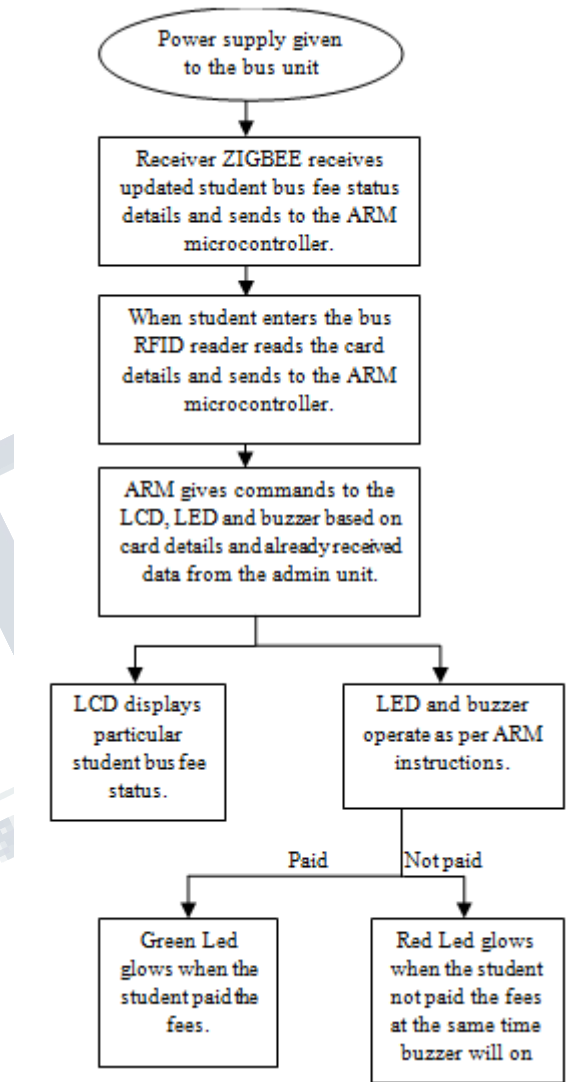 Power supply given
to the bus unit
Receiver ZIGBEE receives
updated student bus fee status
details and sends to the ARM
microcontroller.
When student enters the bus
RFID reader reads the card
details and sends to the ARM
microcontroller.
ARM gives commands to the
LCD, LED and buzzer based on
card details and already received
data from the admin unit.
LCD displays
particular
student bus fee
status.
LED and buzzer
operate as per ARM
instructions.
Paid
Not paid
Green Led
glows when the
student paid the
fees.
Red Led glows
when the student
not paid the fees
at the same time
buzzer will on